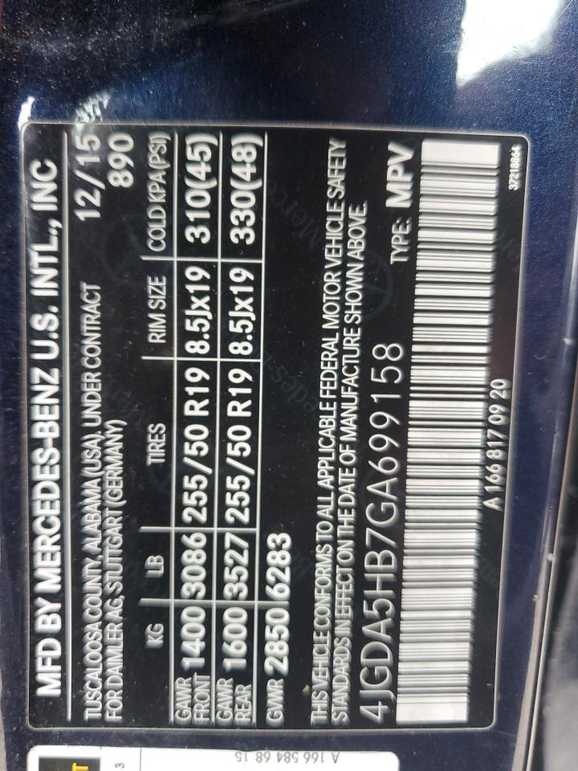 MFD BY MERCEDES-BENZ U.S. INTL., INC
TUSCALOOSA COUNTY, ALABAMA (USA), UNDER CONTRACT 12/15
FOR DAIMLER AG, STUTTGART (GERMANY) 890
KG LB TIRES RIM SIZE COLD KPA(PSI)
GAWR FRONT 1400 3086 255/50 R19 8.5Jx19 310(45)
GAWR REAR 1600 3527 255/50 R19 8.5Jx19 330(48)
GVWR 2850 6283
THIS VEHICLE CONFORMS TO ALL APPLICABLE FEDERAL MOTOR VEHICLE SAFETY
STANDARDS IN EFFECT ON THE DATE OF MANUFACTURE SHOWN ABOVE.
4JGDA5HB7GA699158 TYPE: MPV
A 166 817 09 20 37218864
A 166 584 68 15